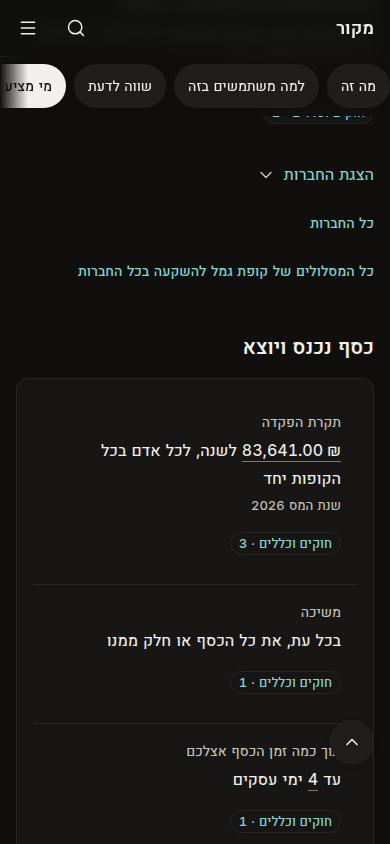 מקור
מה זה
למה משתמשים בזה
שווה לדעת
מי מציע
הצגת החברות
כל החברות
כל המסלולים של קופת גמל להשקעה בכל החברות
כסף נכנס ויוצא
תקרת הפקדה
₪ 83,641.00 לשנה, לכל אדם בכל
הקופות יחד
שנת המס 2026
חוקים וכללים · 3
משיכה
בכל עת, את כל הכסף או חלק ממנו
חוקים וכללים · 1
כמה זמן הכסף אצלכם
עד 4 ימי עסקים
חוקים וכללים · 1